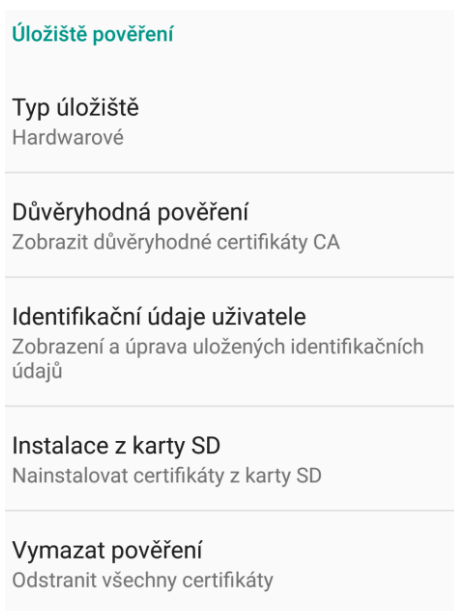 Úložiště pověření
Typ úložiště
Hardwarové
Důvěryhodná pověření
Zobrazit důvěryhodné certifikáty CA
Identifikační údaje uživatele
Zobrazení a úprava uložených identifikačních
údajů
Instalace z karty SD
Nainstalovat certifikáty z karty SD
Vymazat pověření
Odstranit všechny certifikáty